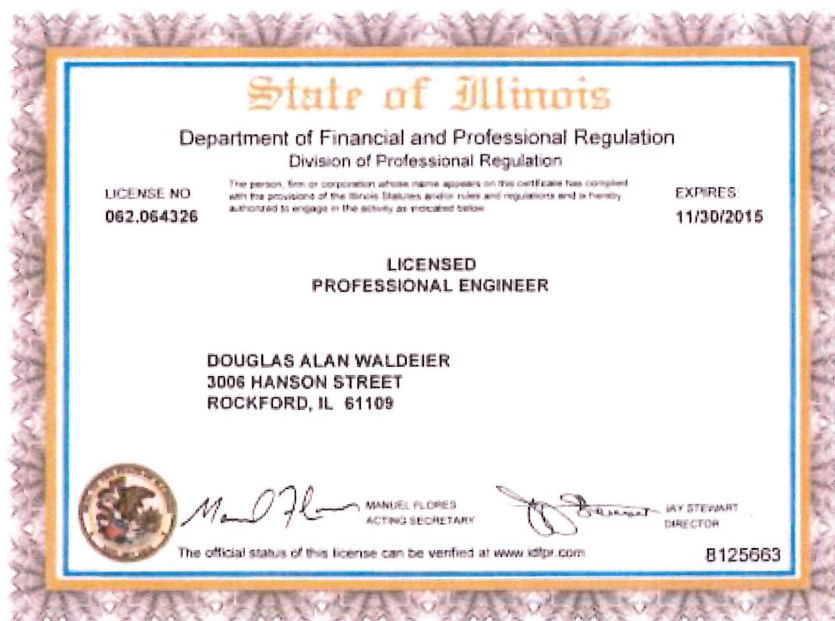 State of Illinois
Department of Financial and Professional Regulation
Division of Professional Regulation
LICENSE NO.
062.064326
The person, firm or corporation whose name appears on this certificate has complied
with the provisions of the Illinois Statutes and/or rules and regulations and is hereby
authorized to engage in the activity as indicated below.
EXPIRES:
11/30/2015
LICENSED
PROFESSIONAL ENGINEER
DOUGLAS ALAN WALDEIER
3006 HANSON STREET
ROCKFORD, IL 61109
MANUEL FLORES
ACTING SECRETARY
JAY STEWART
DIRECTOR
The official status of this license can be verified at www.idfpr.com
8125663